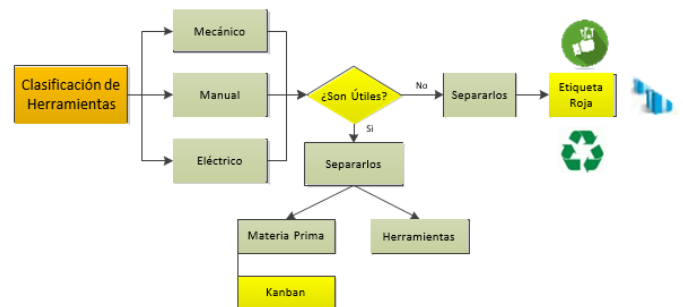 Mecánico
Clasificación de
Herramientas
Manual
¿Son Útiles?
No
Separarlos
Etiqueta
Roja
Si
Eléctrico
Separarlos
Materia Prima
Herramientas
Kanban